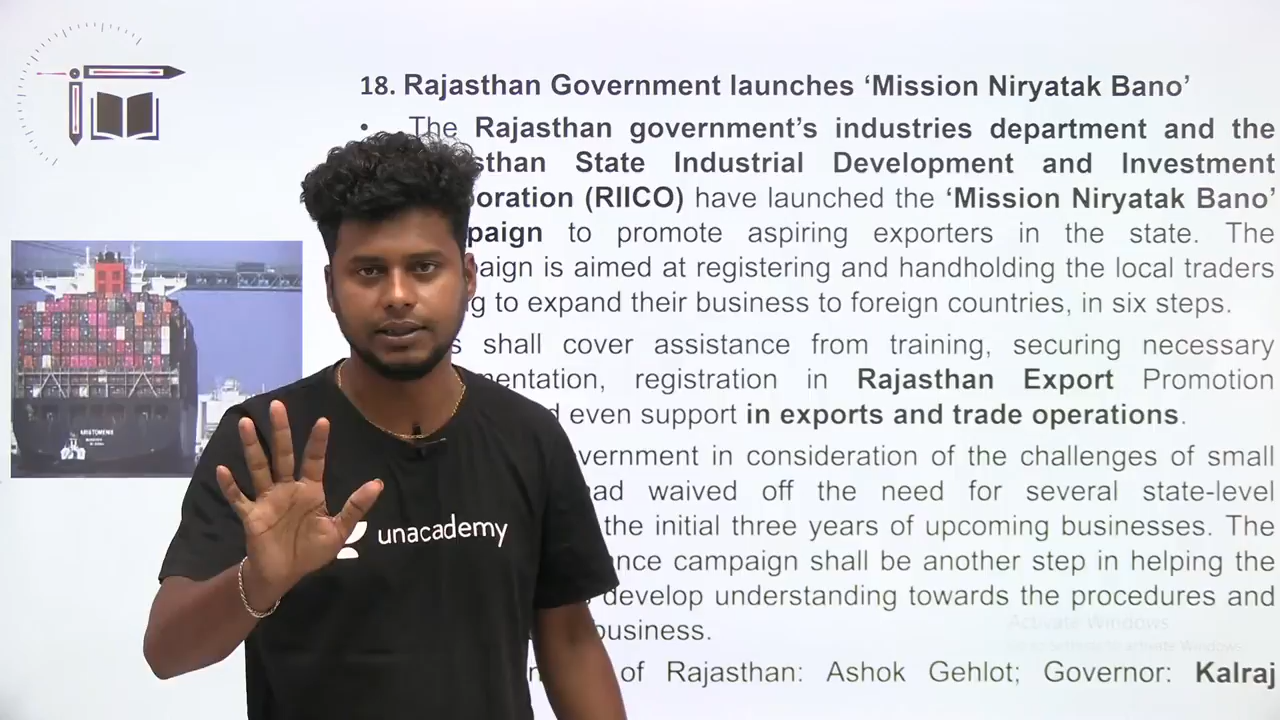 18. Rajasthan Government launches ‘Mission Niryatak Bano’
• The Rajasthan government’s industries department and the
sthan State Industrial Development and Investment
oration (RIICO) have launched the ‘Mission Niryatak Bano’
paign to promote aspiring exporters in the state. The
aign is aimed at registering and handholding the local traders
g to expand their business to foreign countries, in six steps.
s shall cover assistance from training, securing necessary
mentation, registration in Rajasthan Export Promotion
d even support in exports and trade operations.
vernment in consideration of the challenges of small
ad waived off the need for several state-level
the initial three years of upcoming businesses. The
nce campaign shall be another step in helping the
develop understanding towards the procedures and
business.
of Rajasthan: Ashok Gehlot; Governor: Kalraj
unacademy
Activate Windows